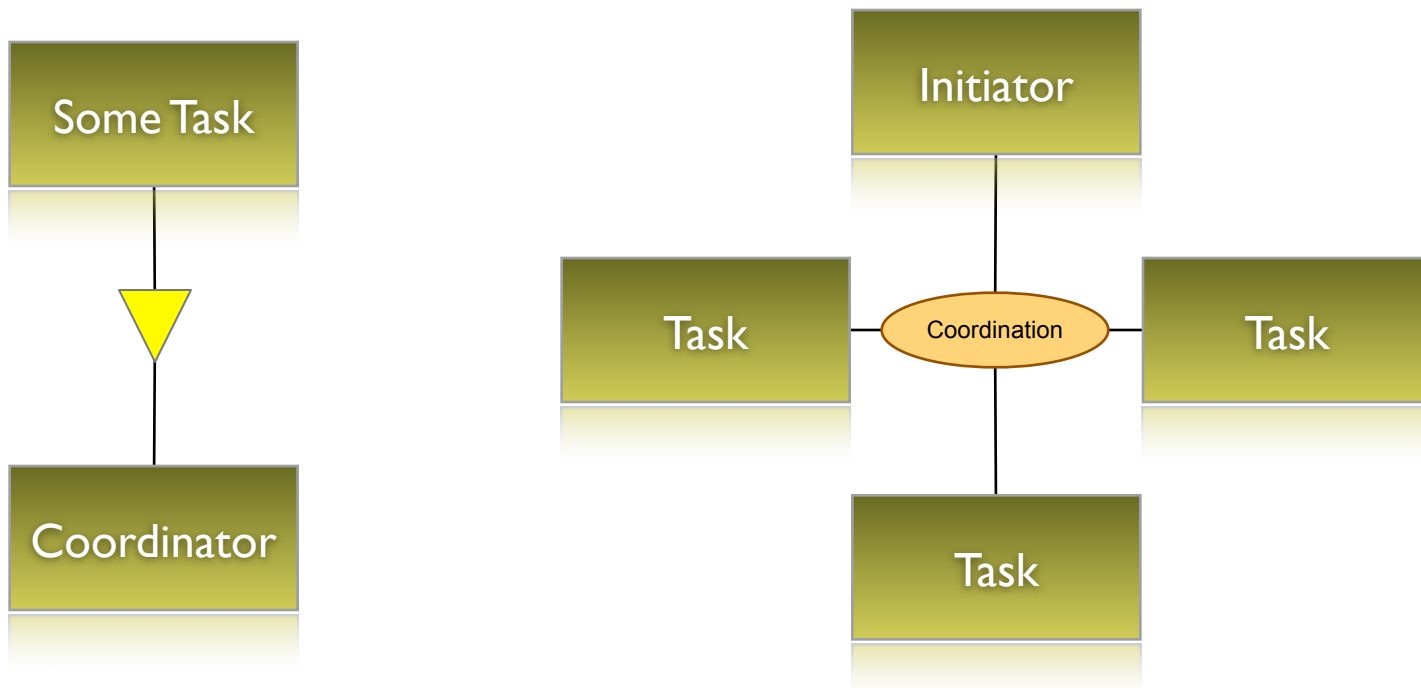 Some Task
Coordinator
Initiator
Task
Coordination
Task
Task